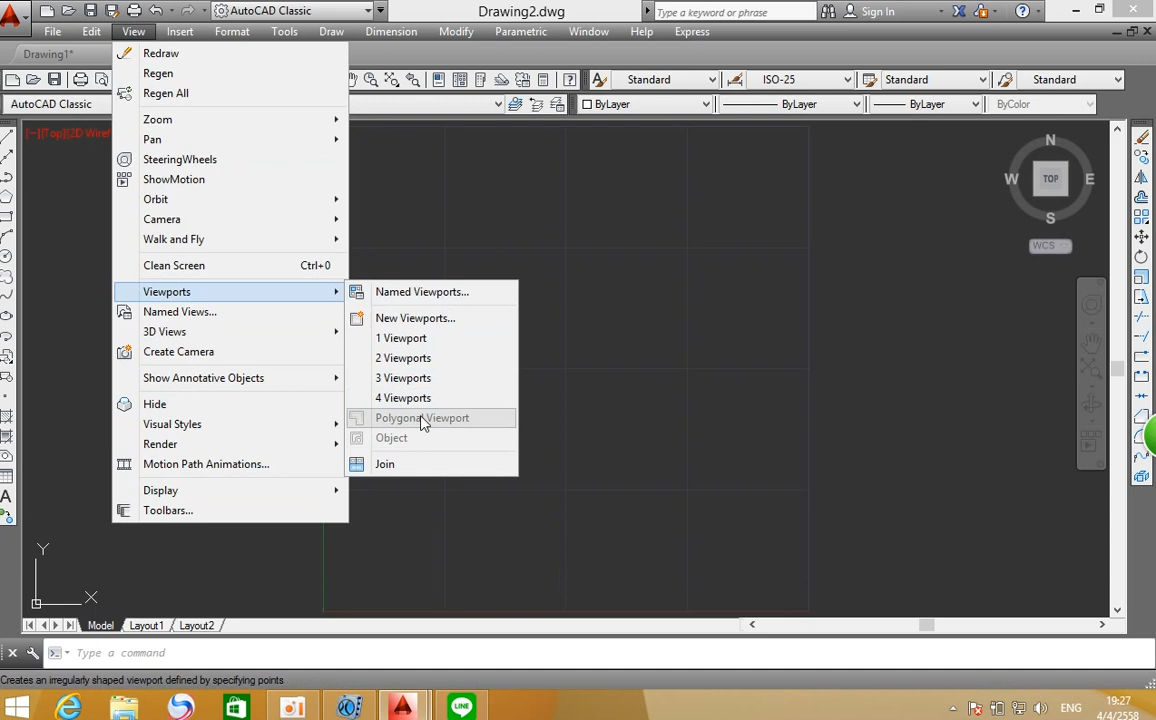 AutoCAD Classic
Drawing2.dwg
Type a keyword or phrase
Sign In
File Edit View Insert Format Tools Draw Dimension Modify Parametric Window Help Express
Drawing1*
Standard ISO-25 Standard Standard
AutoCAD Classic ByLayer ByLayer ByLayer ByColor
Redraw
Regen
Regen All
Zoom
Pan
SteeringWheels
ShowMotion
Orbit
Camera
Walk and Fly
Clean Screen Ctrl+0
Viewports
Named Views...
3D Views
Create Camera
Show Annotative Objects
Hide
Visual Styles
Render
Motion Path Animations...
Display
Toolbars...
Named Viewports...
New Viewports...
1 Viewport
2 Viewports
3 Viewports
4 Viewports
Polygonal Viewport
Object
Join
[−][Top][2D Wiref
N
W TOP E
S
WCS
Y
X
Model Layout1 Layout2
Type a command
Creates an irregularly shaped viewport defined by specifying points
LINE
ENG
19:27
4/4/2558